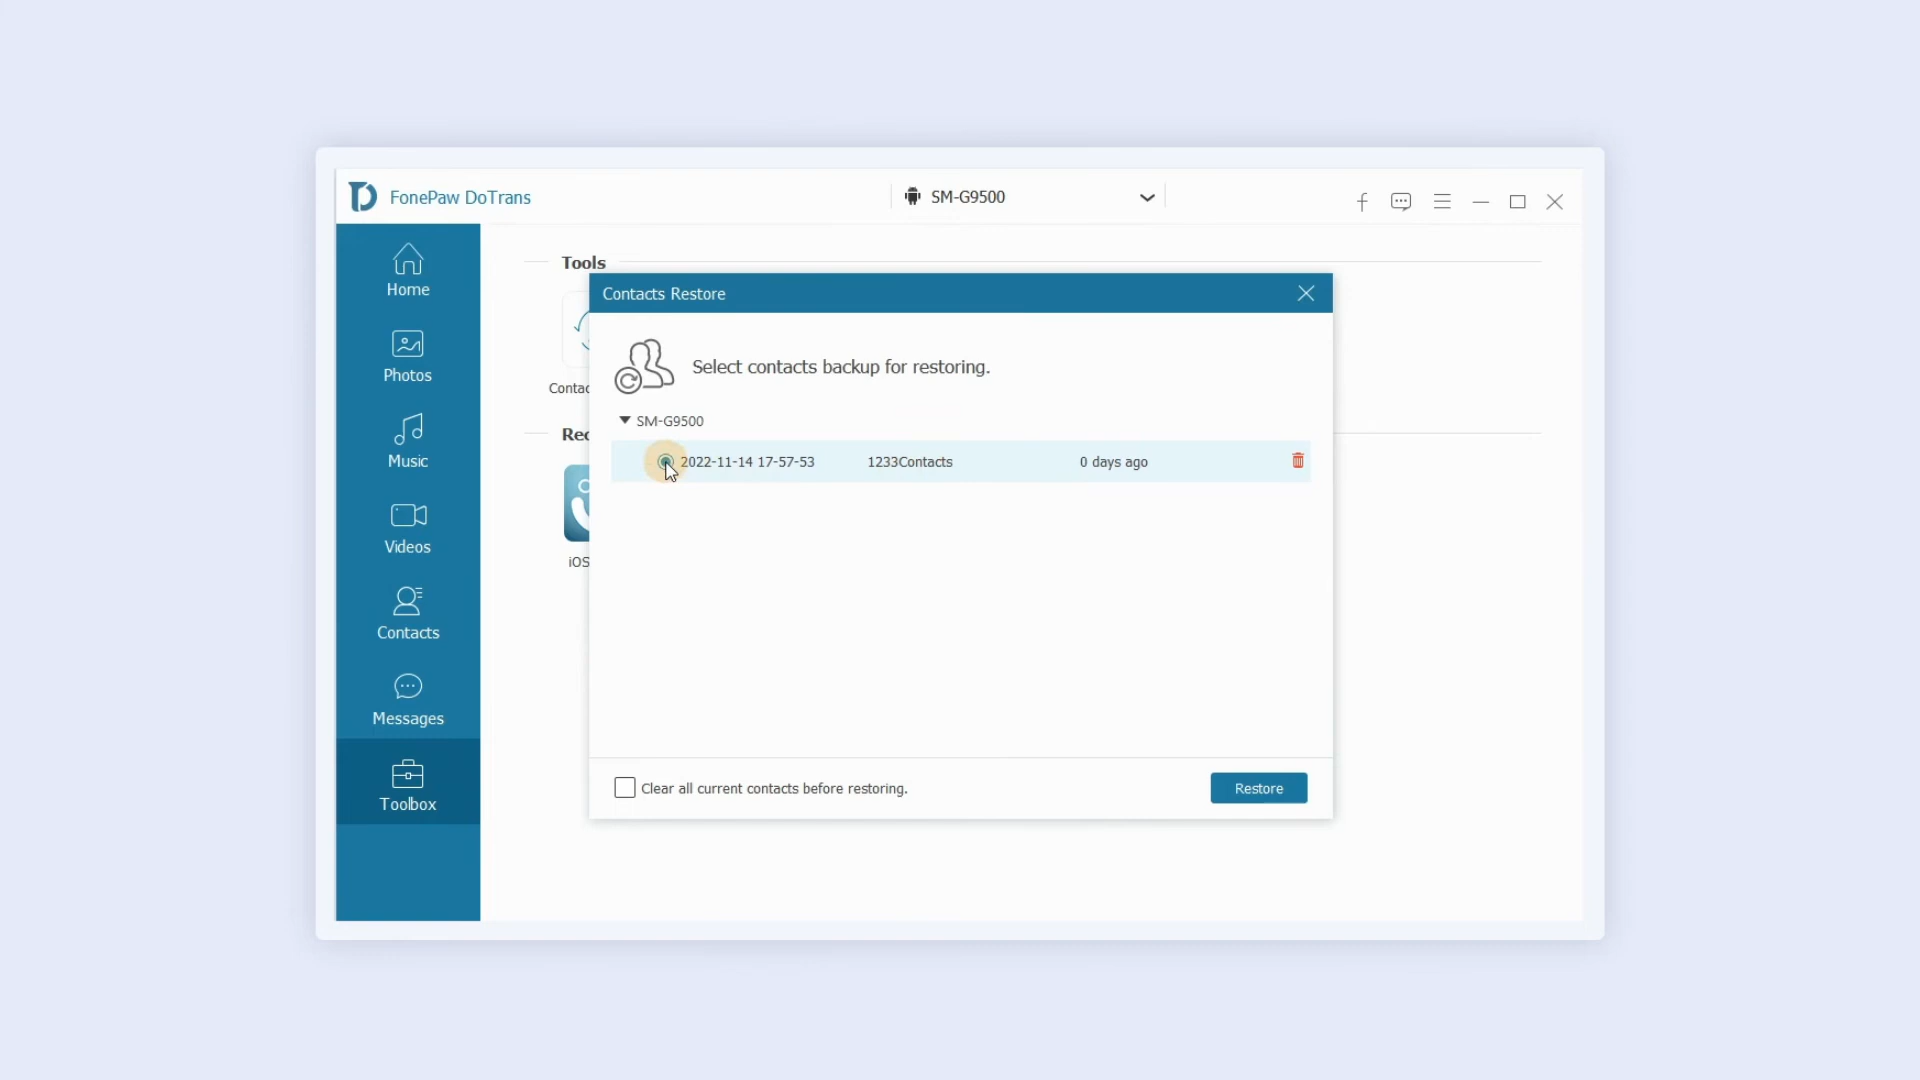 FonePaw DoTrans
SM-G9500
Home
Photos
Music
Videos
Contacts
Messages
Toolbox
Tools
Contacts Restore
Select contacts backup for restoring.
SM-G9500
2022-11-14 17-57-53 1233Contacts 0 days ago
Clear all current contacts before restoring.
Restore
Contac
Rec
iOS